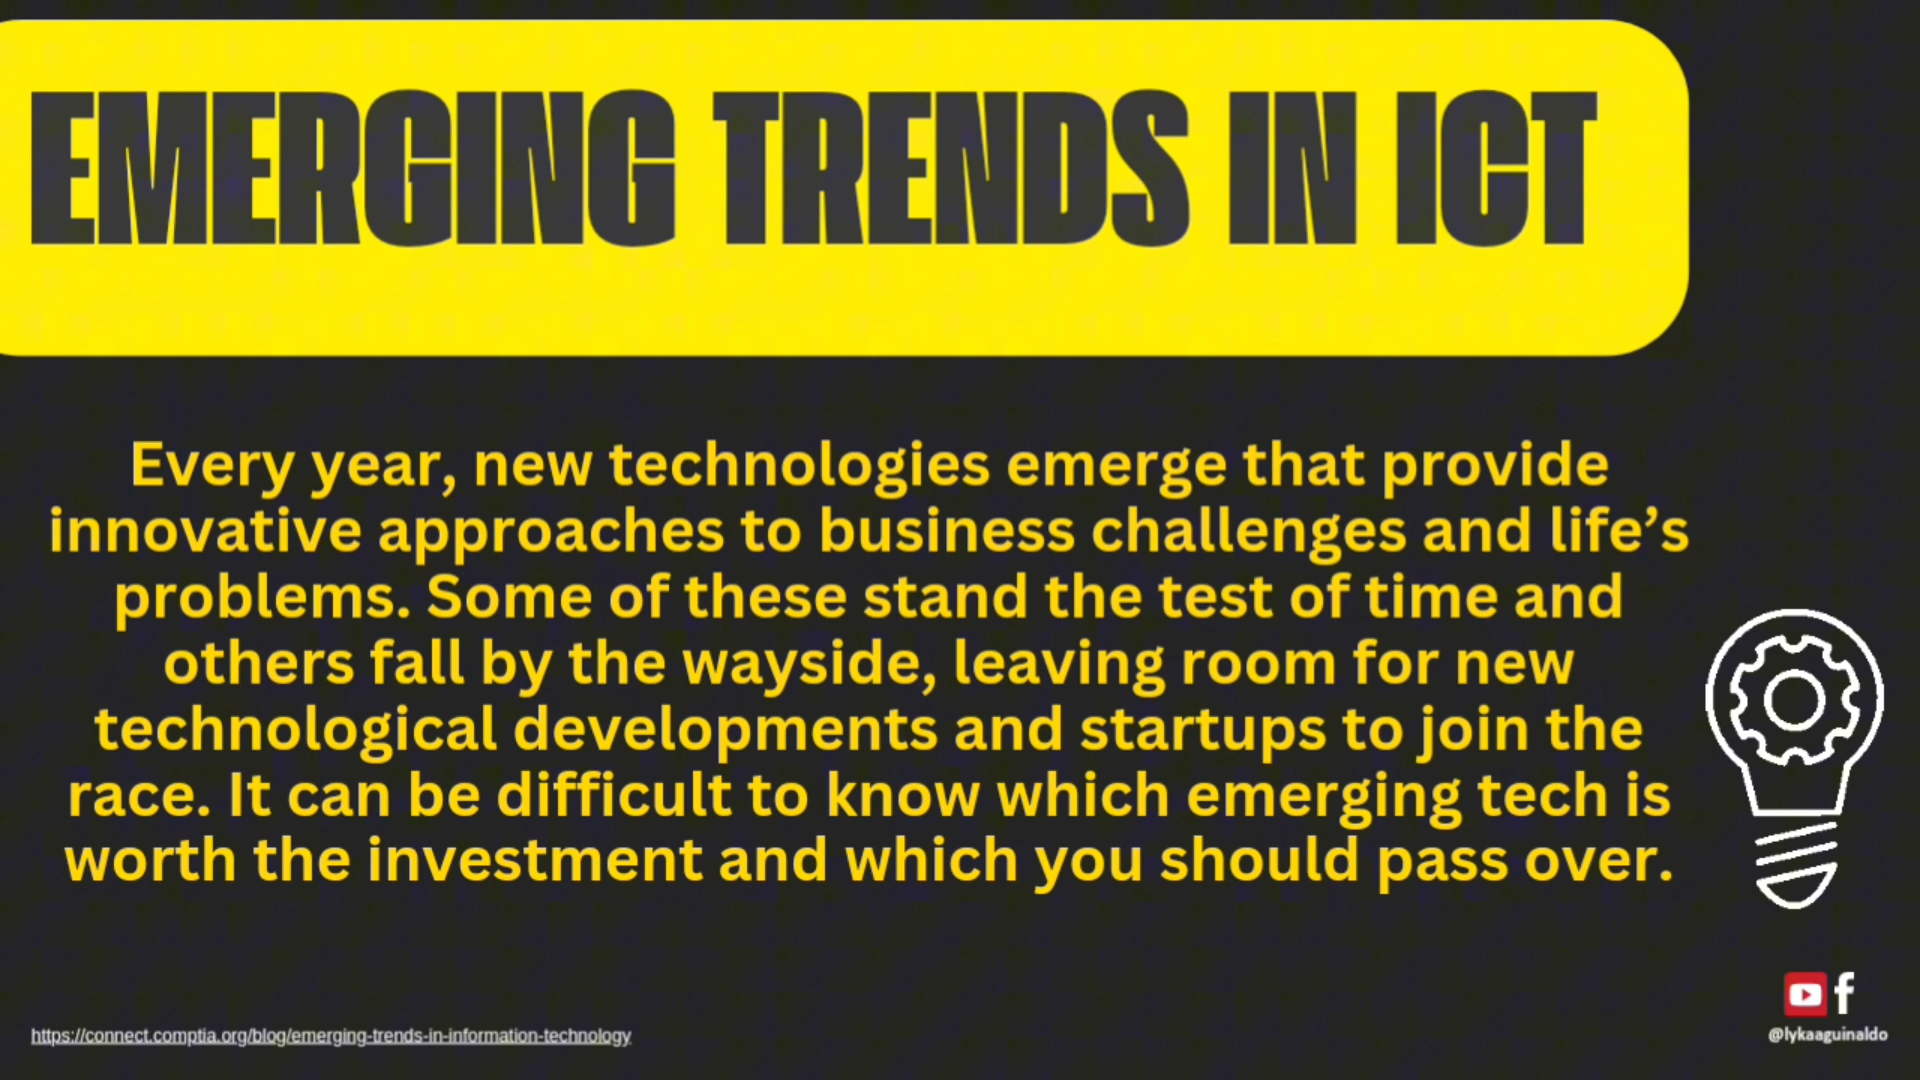 EMERGING TRENDS IN ICT
Every year, new technologies emerge that provide
innovative approaches to business challenges and life’s
problems. Some of these stand the test of time and
others fall by the wayside, leaving room for new
technological developments and startups to join the
race. It can be difficult to know which emerging tech is
worth the investment and which you should pass over.
https://connect.comptia.org/blog/emerging-trends-in-information-technology
@lykaaguinaldo